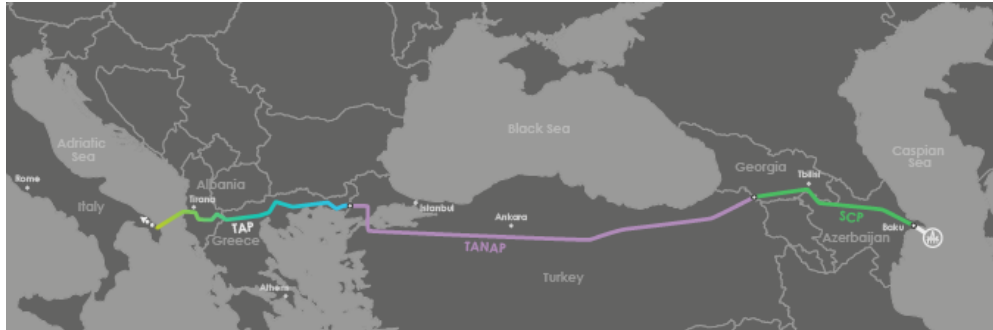 Black Sea
Caspian
Sea
Adriatic
Sea
Georgia
Tbilisi
Rome
Albania
Tirana
Italy
Istanbul
Ankara
SCP
TAP
Greece
Baku
Azerbaijan
TANAP
Turkey
Athens